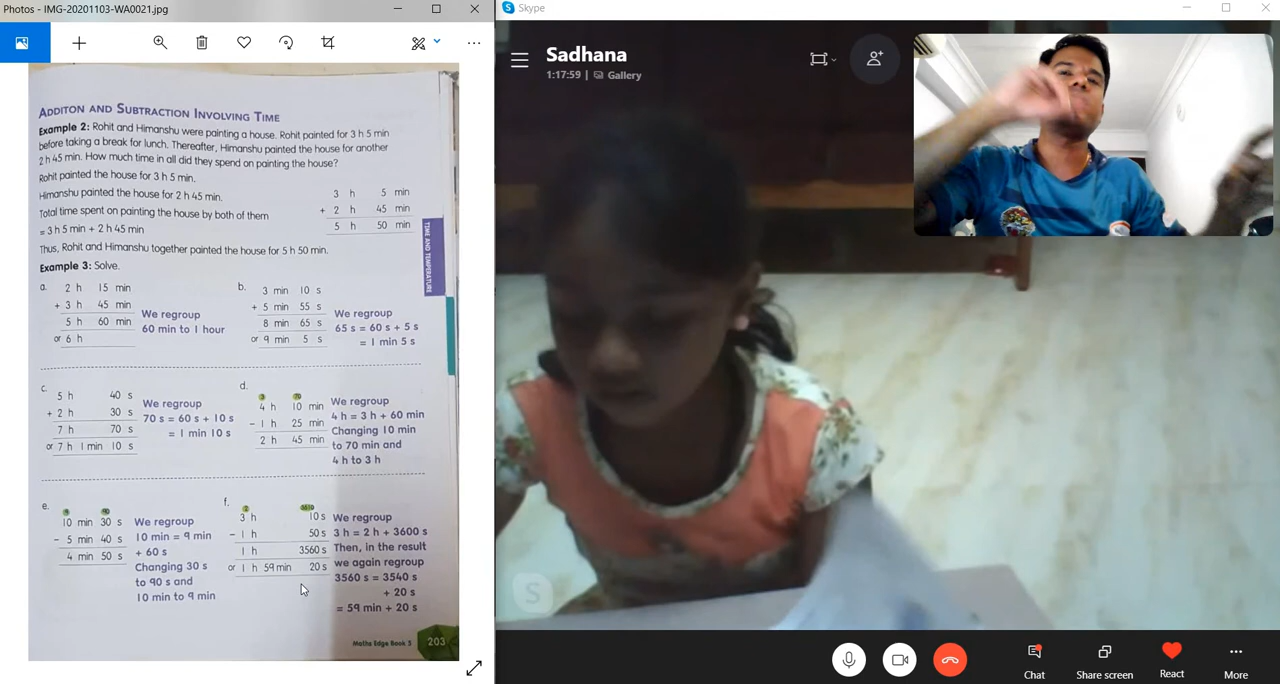 Photos - IMG-20201103-WA0021.jpg
ADDITON AND SUBTRACTION INVOLVING TIME
Example 2: Rohit and Himanshu were painting a house. Rohit painted for 3 h 5 min
before taking a break for lunch. Thereafter, Himanshu painted the house for another
2 h 45 min. How much time in all did they spend on painting the house?
Rohit painted the house for 3 h 5 min.
Himanshu painted the house for 2 h 45 min.
Total time spent on painting the house by both of them
= 3 h 5 min + 2 h 45 min
3 h 5 min
+ 2 h 45 min
5 h 50 min
Thus, Rohit and Himanshu together painted the house for 5 h 50 min.
TIME AND TEMPERATURE
Example 3: Solve.
a.
2 h 15 min
+ 3 h 45 min
5 h 60 min
or 6 h
We regroup
60 min to 1 hour
b.
3 min 10 s
+ 5 min 55 s
8 min 65 s
or 9 min 5 s
We regroup
65 s = 60 s + 5 s
= 1 min 5 s
c.
5 h 40 s
+ 2 h 30 s
7 h 70 s
or 7 h 1 min 10 s
We regroup
70 s = 60 s + 10 s
= 1 min 10 s
d.
3 70
4 h 10 min
- 1 h 25 min
2 h 45 min
We regroup
4 h = 3 h + 60 min
Changing 10 min
to 70 min and
4 h to 3 h
e.
9 90
10 min 30 s
- 5 min 40 s
4 min 50 s
We regroup
10 min = 9 min
+ 60 s
Changing 30 s
to 90 s and
10 min to 9 min
f.
2 3610
3 h 10 s
- 1 h 50 s
1 h 3560 s
or 1 h 59 min 20 s
We regroup
3 h = 2 h + 3600 s
Then, in the result
we again regroup
3560 s = 3540 s
+ 20 s
= 59 min + 20 s
Maths Edge Book 3 203
Skype
Sadhana
1:17:59 | Gallery
Chat
Share screen
React
More